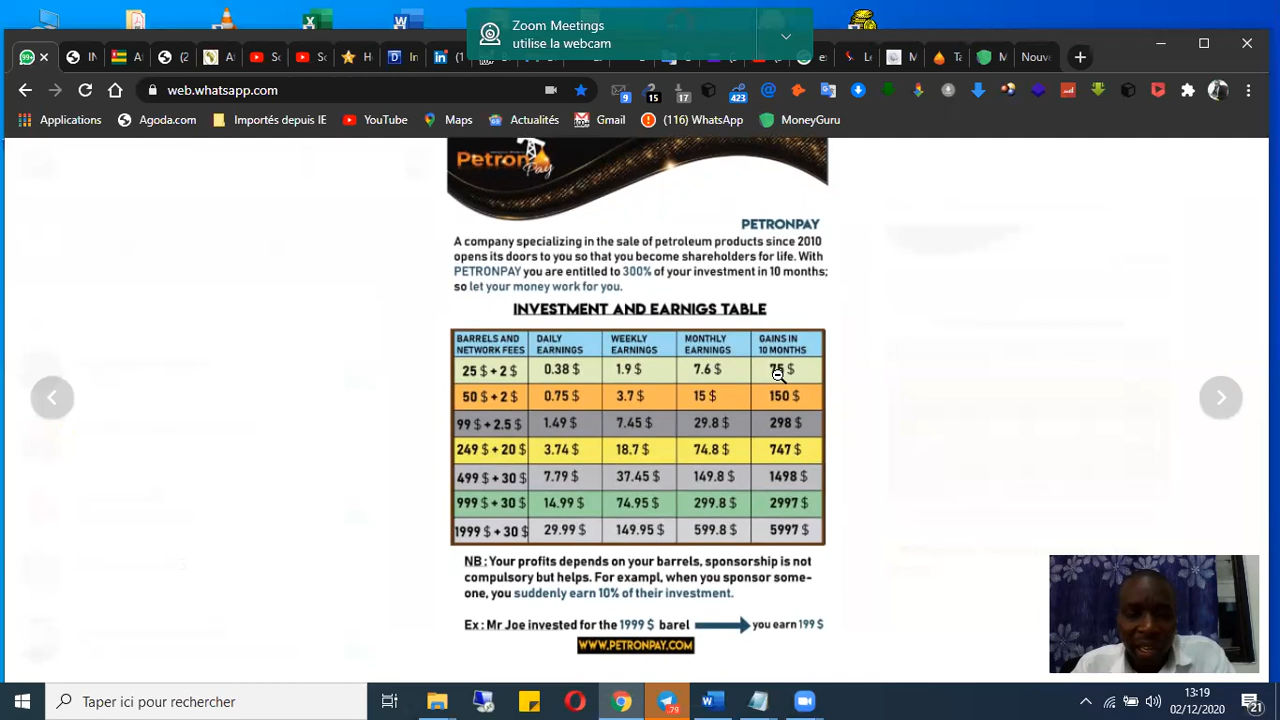 Zoom Meetings
utilise la webcam
web.whatsapp.com
9 15 17 423
Applications Agoda.com Importés depuis IE YouTube Maps Actualités Gmail (116) WhatsApp MoneyGuru
Petron Pay
PETRONPAY
A company specializing in the sale of petroleum products since 2010
opens its doors to you so that you become shareholders for life. With
PETRONPAY you are entitled to 300% of your investment in 10 months;
so let your money work for you.
INVESTMENT AND EARNIGS TABLE
BARRELS AND NETWORK FEES DAILY EARNINGS WEEKLY EARNINGS MONTHLY EARNINGS GAINS IN 10 MONTHS
25 $ + 2 $ 0.38 $ 1.9 $ 7.6 $ 75 $
50 $ + 2 $ 0.75 $ 3.7 $ 15 $ 150 $
99 $ + 2.5 $ 1.49 $ 7.45 $ 29.8 $ 298 $
249 $ + 20 $ 3.74 $ 18.7 $ 74.8 $ 747 $
499 $ + 30 $ 7.79 $ 37.45 $ 149.8 $ 1498 $
999 $ + 30 $ 14.99 $ 74.95 $ 299.8 $ 2997 $
1999 $ + 30 $ 29.99 $ 149.95 $ 599.8 $ 5997 $
NB : Your profits depends on your barrels, sponsorship is not
compulsory but helps. For exampl, when you sponsor some-
one, you suddenly earn 10% of their investment.
Ex : Mr Joe invested for the 1999 $ barel you earn 199 $
WWW.PETRONPAY.COM
Taper ici pour rechercher
79
13:19
02/12/2020
21